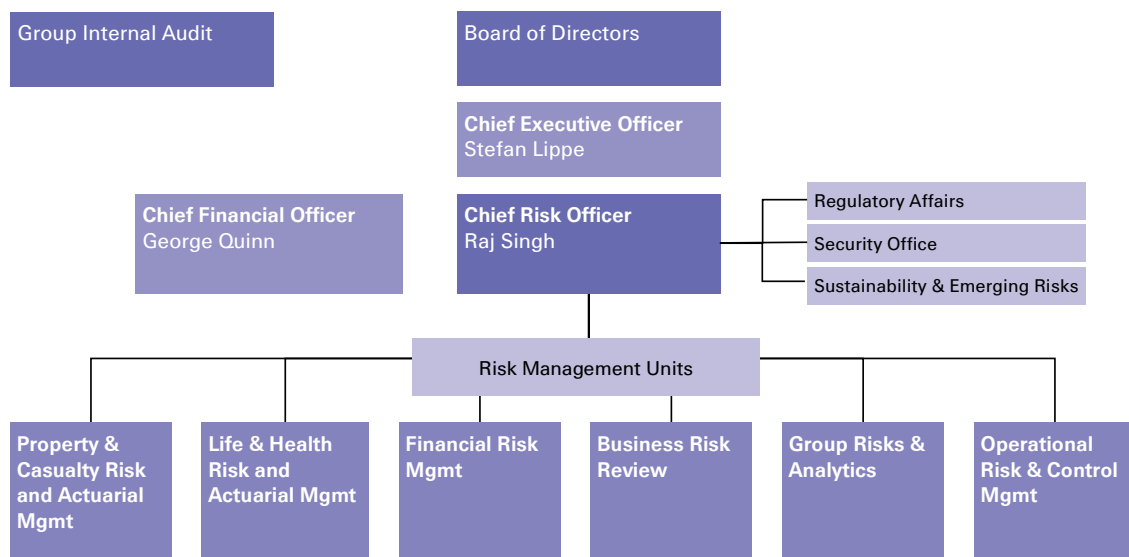 Group Internal Audit
Board of Directors
Chief Executive Officer
Stefan Lippe
Chief Financial Officer
George Quinn
Chief Risk Officer
Raj Singh
Regulatory Affairs
Security Office
Sustainability & Emerging Risks
Risk Management Units
Property &
Casualty Risk
and Actuarial
Mgmt
Life & Health
Risk and
Actuarial Mgmt
Financial Risk
Mgmt
Business Risk
Review
Group Risks &
Analytics
Operational
Risk & Control
Mgmt